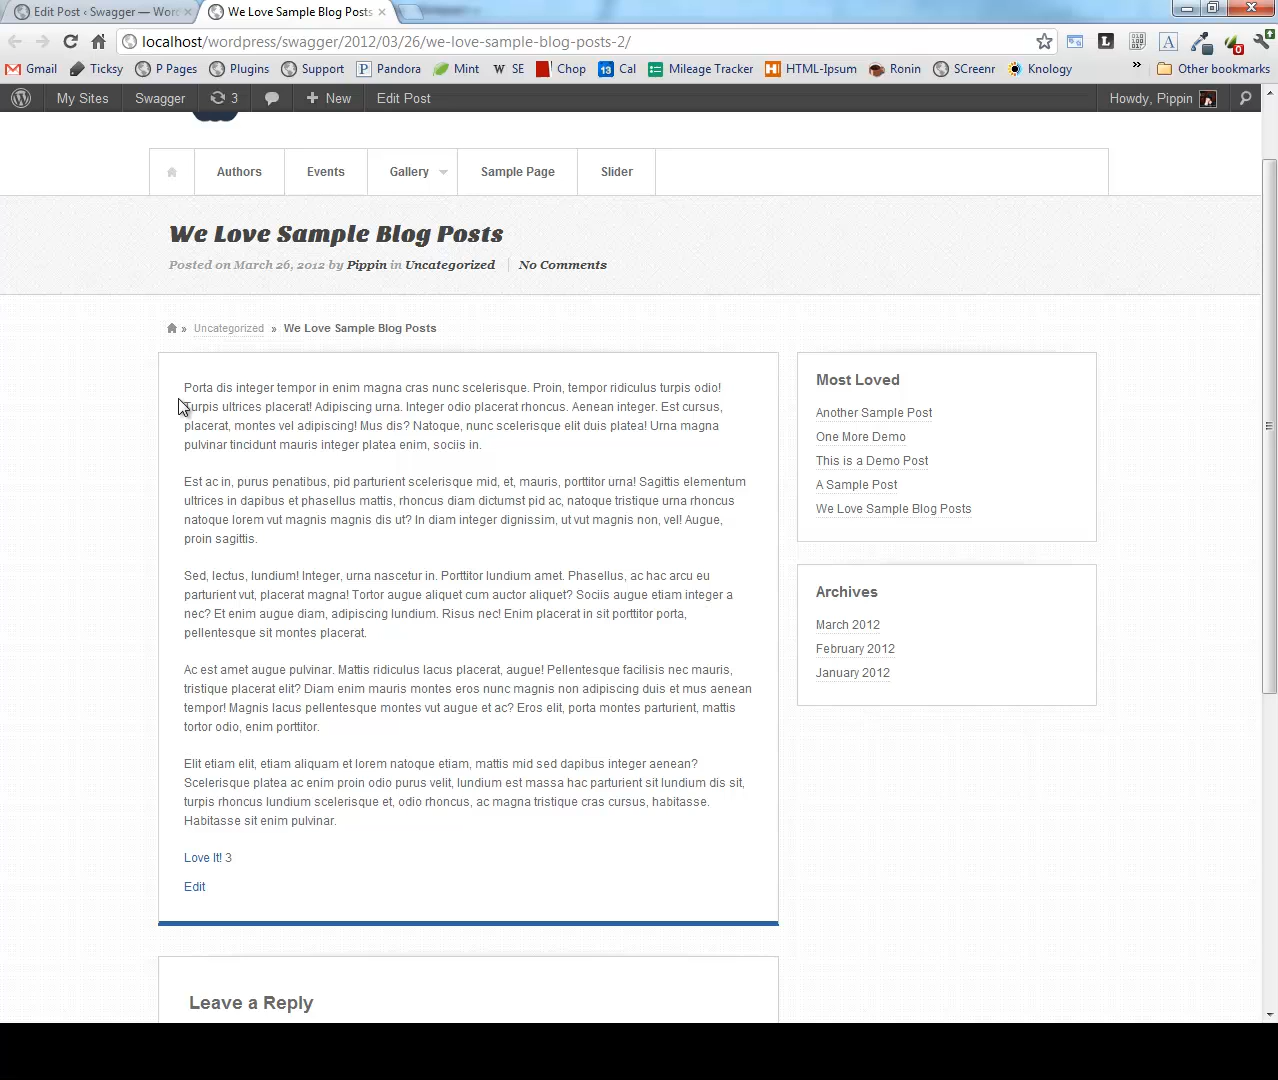 Edit Post ‹ Swagger — Wor
We Love Sample Blog Posts
localhost/wordpress/swagger/2012/03/26/we-love-sample-blog-posts-2/
Gmail Ticksy P Pages Plugins Support Pandora Mint SE Chop Cal Mileage Tracker HTML-Ipsum Ronin SCreenr Knology » Other bookmarks
My Sites Swagger 3 + New Edit Post Howdy, Pippin
Authors Events Gallery Sample Page Slider
We Love Sample Blog Posts
Posted on March 26, 2012 by Pippin in Uncategorized | No Comments
» Uncategorized » We Love Sample Blog Posts
Porta dis integer tempor in enim magna cras nunc scelerisque. Proin, tempor ridiculus turpis odio!
Turpis ultrices placerat! Adipiscing urna. Integer odio placerat rhoncus. Aenean integer. Est cursus,
placerat, montes vel adipiscing! Mus dis? Natoque, nunc scelerisque elit duis platea! Urna magna
pulvinar tincidunt mauris integer platea enim, sociis in.
Est ac in, purus penatibus, pid parturient scelerisque mid, et, mauris, porttitor urna! Sagittis elementum
ultrices in dapibus et phasellus mattis, rhoncus diam dictumst pid ac, natoque tristique urna rhoncus
natoque lorem vut magnis magnis dis ut? In diam integer dignissim, ut vut magnis non, vel! Augue,
proin sagittis.
Sed, lectus, lundium! Integer, urna nascetur in. Porttitor lundium amet. Phasellus, ac hac arcu eu
parturient vut, placerat magna! Tortor augue aliquet cum auctor aliquet? Sociis augue etiam integer a
nec? Et enim augue diam, adipiscing lundium. Risus nec! Enim placerat in sit porttitor porta,
pellentesque sit montes placerat.
Ac est amet augue pulvinar. Mattis ridiculus lacus placerat, augue! Pellentesque facilisis nec mauris,
tristique placerat elit? Diam enim mauris montes eros nunc magnis non adipiscing duis et mus aenean
tempor! Magnis lacus pellentesque montes vut augue et ac? Eros elit, porta montes parturient, mattis
tortor odio, enim porttitor.
Elit etiam elit, etiam aliquam et lorem natoque etiam, mattis mid sed dapibus integer aenean?
Scelerisque platea ac enim proin odio purus velit, lundium est massa hac parturient sit lundium dis sit,
turpis rhoncus lundium scelerisque et, odio rhoncus, ac magna tristique cras cursus, habitasse.
Habitasse sit enim pulvinar.
Love It! 3
Edit
Leave a Reply
Most Loved
Another Sample Post
One More Demo
This is a Demo Post
A Sample Post
We Love Sample Blog Posts
Archives
March 2012
February 2012
January 2012